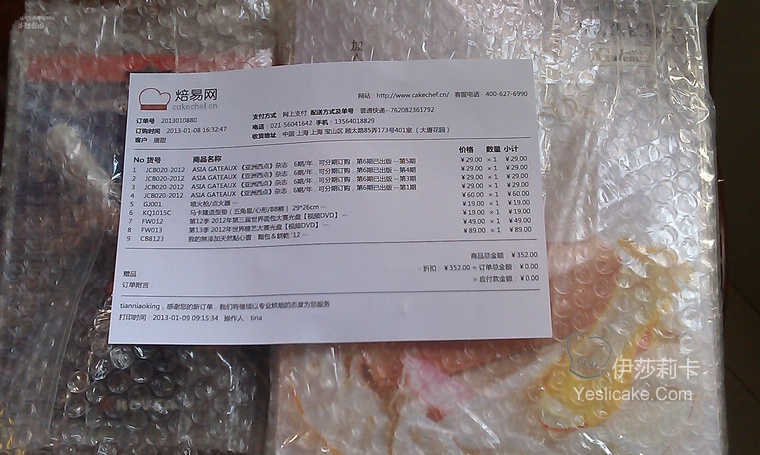 焙易网
cakechef.cn
网站 http://www.cakechef.cn/ 客服电话 400-627-6990
订单号 2013010880
订购时间 2013-01-08 16:32:47
客户 唐甜
支付方式 网上支付 配送方式及单号 普通快递--762082361792
电话:021-56041642 手机:13564018829
收货地址 中国 上海 上海 宝山区 顾太路85弄173号401室 (大唐花园)
No 货号 商品名称 价格 数量 小计
1 JCB020-2012 ASIA GATEAUX《亚洲西点》杂志 6期/年 可分期订购 第6期已出版 --第5期 ¥29.00 × 1 ¥29.00
2 JCB020-2012 ASIA GATEAUX《亚洲西点》杂志 6期/年 可分期订购 第6期已出版 --第4期 ¥29.00 × 1 ¥29.00
3 JCB020-2012 ASIA GATEAUX《亚洲西点》杂志 6期/年 可分期订购 第6期已出版 --第3期 ¥29.00 × 1 ¥29.00
4 JCB020-2012 ASIA GATEAUX《亚洲西点》杂志 6期/年 可分期订购 第6期已出版 --第1期 ¥29.00 × 1 ¥29.00
5 GJ001 喷火枪/点火器 -- ¥60.00 × 1 ¥60.00
6 KQ1015C 马卡隆造型垫(五角星/心形/BB熊) 29*26cm -- ¥19.00 × 1 ¥19.00
7 FW012 第12季 2012年第三届世界面包大赛光盘【视频DVD】 -- ¥19.00 × 1 ¥19.00
8 FW013 第13季 2012年世界糖艺大赛光盘【视频DVD】 -- ¥49.00 × 1 ¥49.00
9 CB8123 我的無添加天然點心書 麵包&餅乾 '12 -- ¥89.00 × 1 ¥89.00
商品总金额 ¥352.00
- 折扣 ¥352.00 = 订单总金额 ¥0.00
= 应付款金额 ¥0.00
赠品
订单附言
tianniaoking,感谢您的新订单,我们将继续以专业烘焙的态度为您服务
打印时间:2013-01-09 09:15:34 操作人:tina
伊莎莉卡
Yeslicake.Com